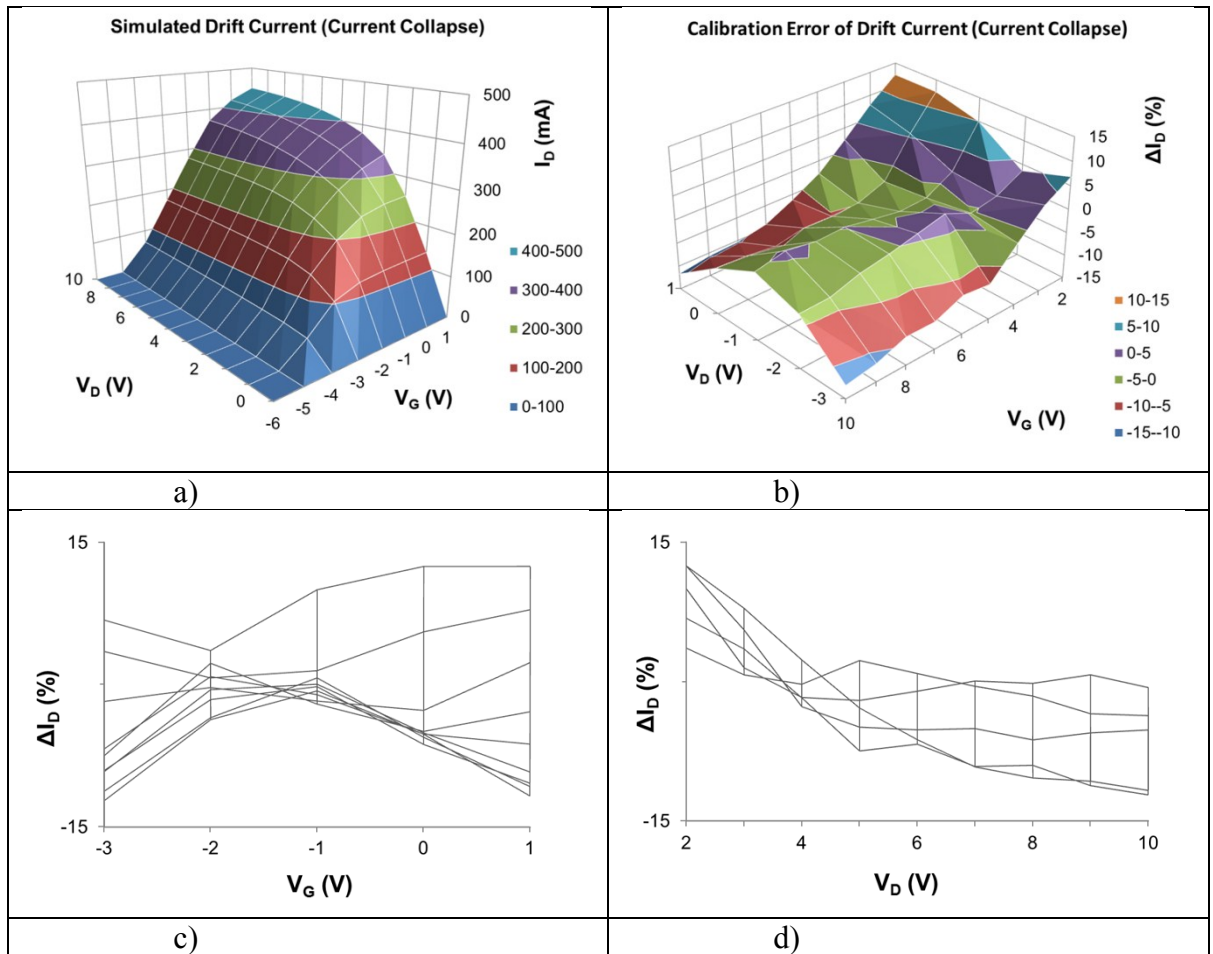 Simulated Drift Current (Current Collapse)
500
400
300
200
100
0
I_D (mA)
10
8
6
4
2
0
V_D (V)
-6
-5
-4
-3
-2
-1
0
1
V_G (V)
400-500
300-400
200-300
100-200
0-100
a)
Calibration Error of Drift Current (Current Collapse)
15
10
5
0
-5
-10
-15
ΔI_D (%)
1
0
-1
-2
-3
V_D (V)
10
8
6
4
2
V_G (V)
10-15
5-10
0-5
-5-0
-10--5
-15--10
b)
15
-15
ΔI_D (%)
-3 -2 -1 0 1
V_G (V)
c)
15
-15
ΔI_D (%)
2 4 6 8 10
V_D (V)
d)